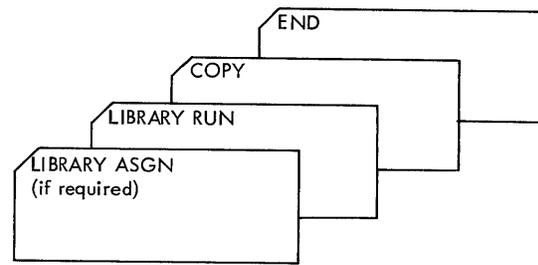 END
COPY
LIBRARY RUN
LIBRARY ASGN
(if required)